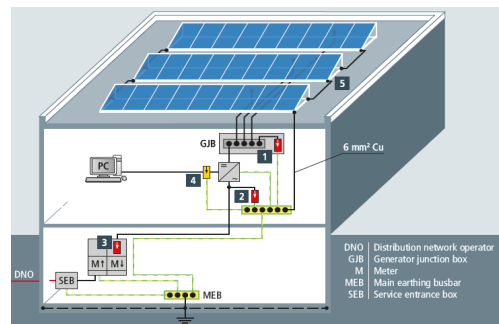 5
GJB
1
6 mm² Cu
PC
4
2
3
M↑ M↓
DNO
SEB
MEB
DNO Distribution network operator
GJB Generator junction box
M Meter
MEB Main earthing busbar
SEB Service entrance box